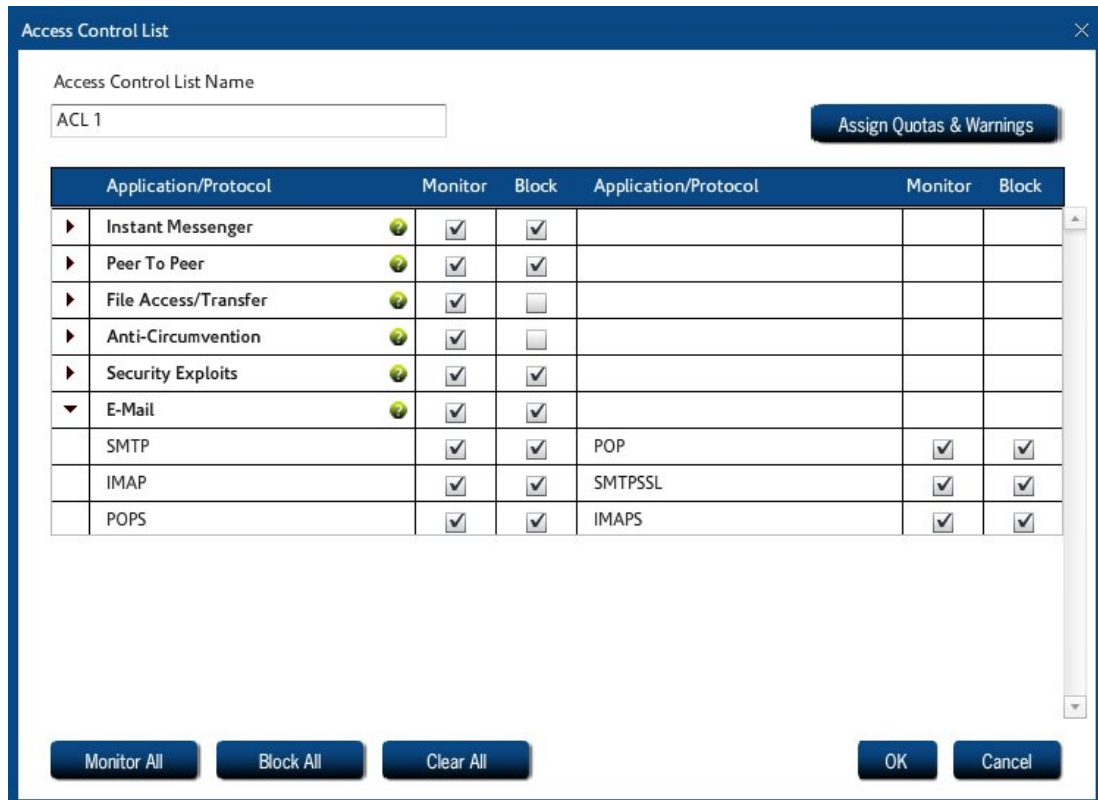 Access Control List
Access Control List Name
ACL 1
Assign Quotas & Warnings
Application/Protocol Monitor Block Application/Protocol Monitor Block
Instant Messenger
Peer To Peer
File Access/Transfer
Anti-Circumvention
Security Exploits
E-Mail
SMTP POP
IMAP SMTPSSL
POPS IMAPS
Monitor All Block All Clear All OK Cancel